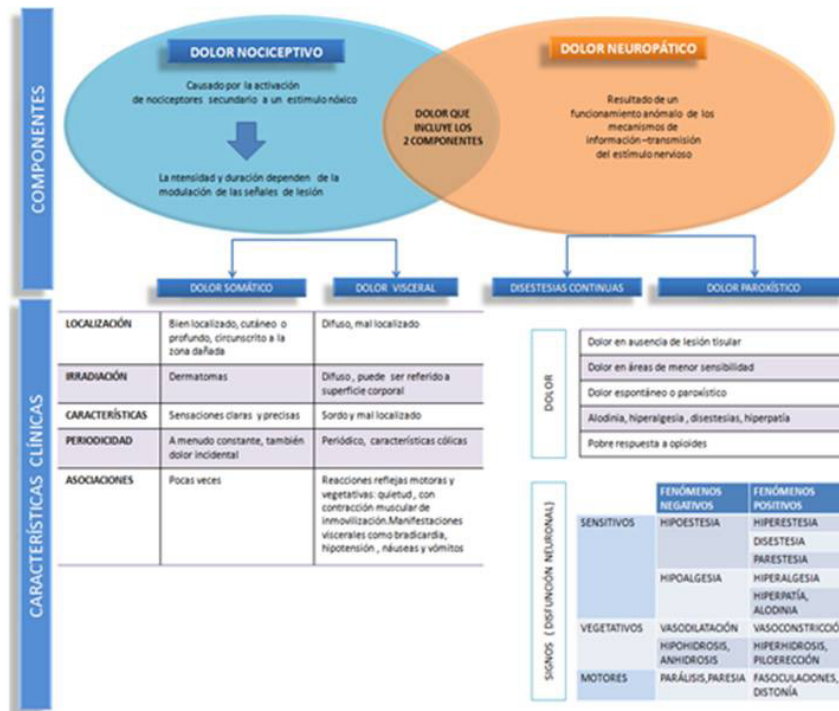 COMPONENTES
DOLOR NOCICEPTIVO
Causado por la activación
de nociceptores secundario a un estimulo nóxico
La ntensidad y duración dependen de la
modulación de las señales de lesión
DOLOR QUE
INCLUYE LOS
2 COMPONENTES
DOLOR NEUROPÁTICO
Resultado de un
funcionamiento anómalo de los
mecanismos de
información –transmisión
del estímulo nervioso
DOLOR SOMÁTICO
DOLOR VISCERAL
DISESTESIAS CONTINUAS
DOLOR PAROXÍSTICO
CARACTERÍSTICAS CLÍNICAS
LOCALIZACIÓN
Bien localizado, cutáneo o
profundo, circunscrito a la
zona dañada
Difuso, mal localizado
IRRADIACIÓN
Dermatomas
Difuso , puede ser referido a
superficie corporal
CARACTERÍSTICAS
Sensaciones claras y precisas
Sordo y mal localizado
PERIODICIDAD
A menudo constante, también
dolor incidental
Periódico, características cólicas
ASOCIACIONES
Pocas veces
Reacciones reflejas motoras y
vegetativas: quietud , con
contracción muscular de
inmovilización.Manifestaciones
viscerales como bradicardia,
hipotensión , náuseas y vómitos
DOLOR
Dolor en ausencia de lesión tisular
Dolor en áreas de menor sensibilidad
Dolor espontáneo o paroxístico
Alodinia, hiperalgesia , disestesias, hiperpatía
Pobre respuesta a opioides
SIGNOS ( DISFUNCIÓN NEURONAL)
FENÓMENOS
NEGATIVOS
FENÓMENOS
POSITIVOS
SENSITIVOS
HIPOESTESIA
HIPERESTESIA
DISESTESIA
PARESTESIA
HIPOALGESIA
HIPERALGESIA
HIPERPATÍA,
ALODINIA
VEGETATIVOS
VASODILATACIÓN
VASOCONSTRICCIÓ
HIPOHIDROSIS,
ANHIDROSIS
HIPERHIDROSIS,
PILOERECCIÓN
MOTORES
PARÁLISIS,PARESIA
FASCICULACIONES,
DISTONÍA